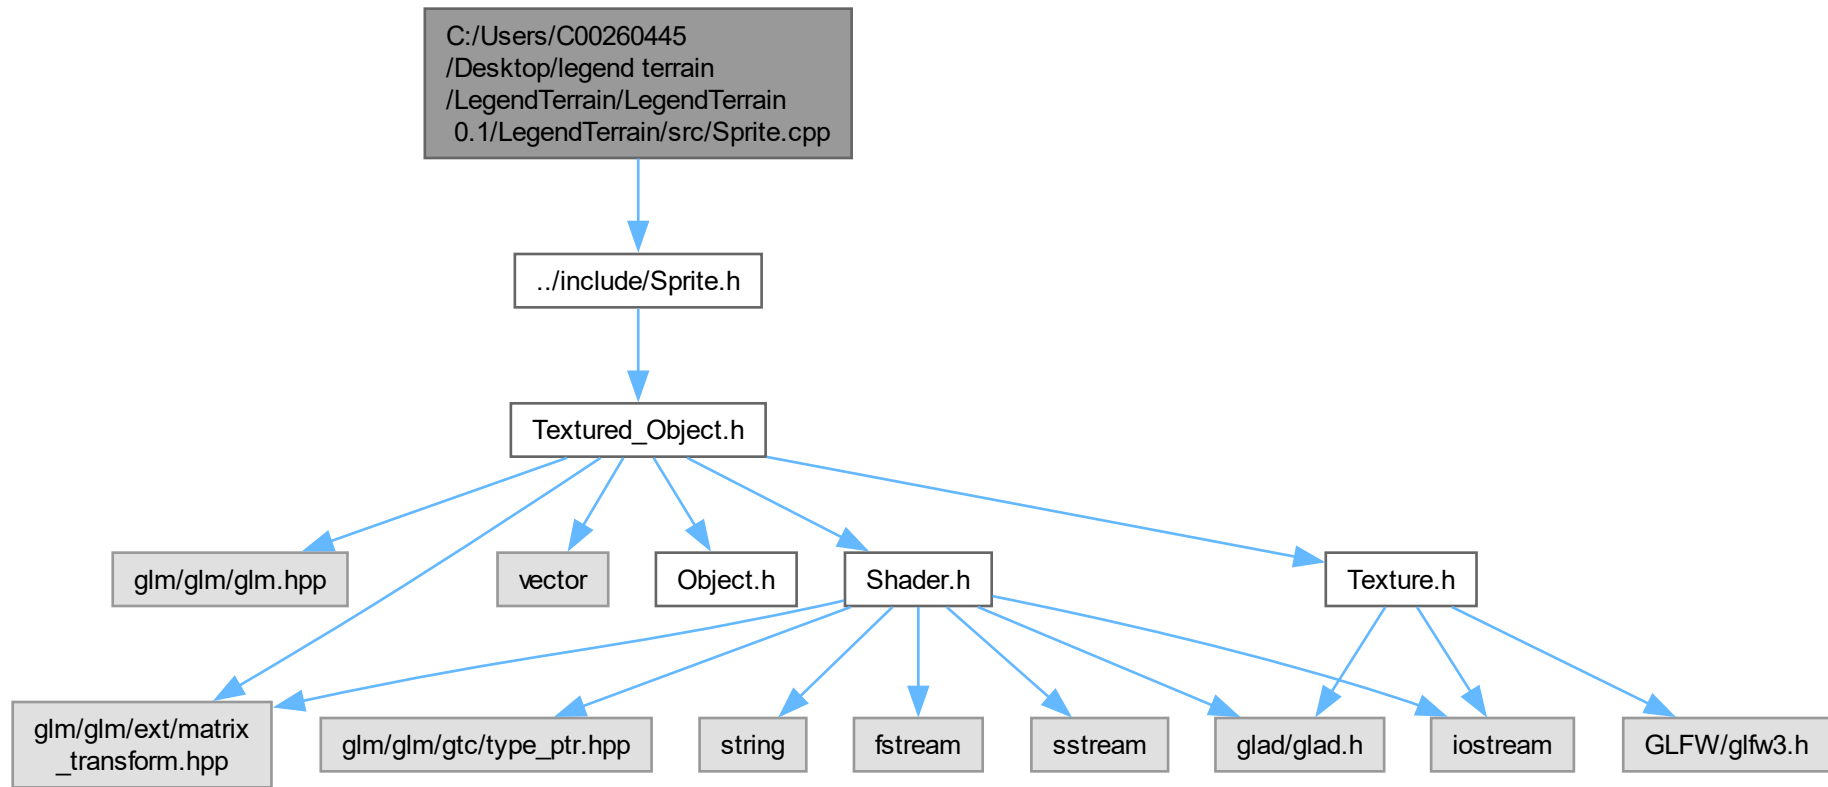 C:/Users/C00260445
/Desktop/legend terrain
/LegendTerrain/LegendTerrain
0.1/LegendTerrain/src/Sprite.cpp
../include/Sprite.h
Textured_Object.h
glm/glm/glm.hpp
vector
Object.h
Shader.h
Texture.h
glm/glm/ext/matrix
_transform.hpp
glm/glm/gtc/type_ptr.hpp
string
fstream
sstream
glad/glad.h
iostream
GLFW/glfw3.h